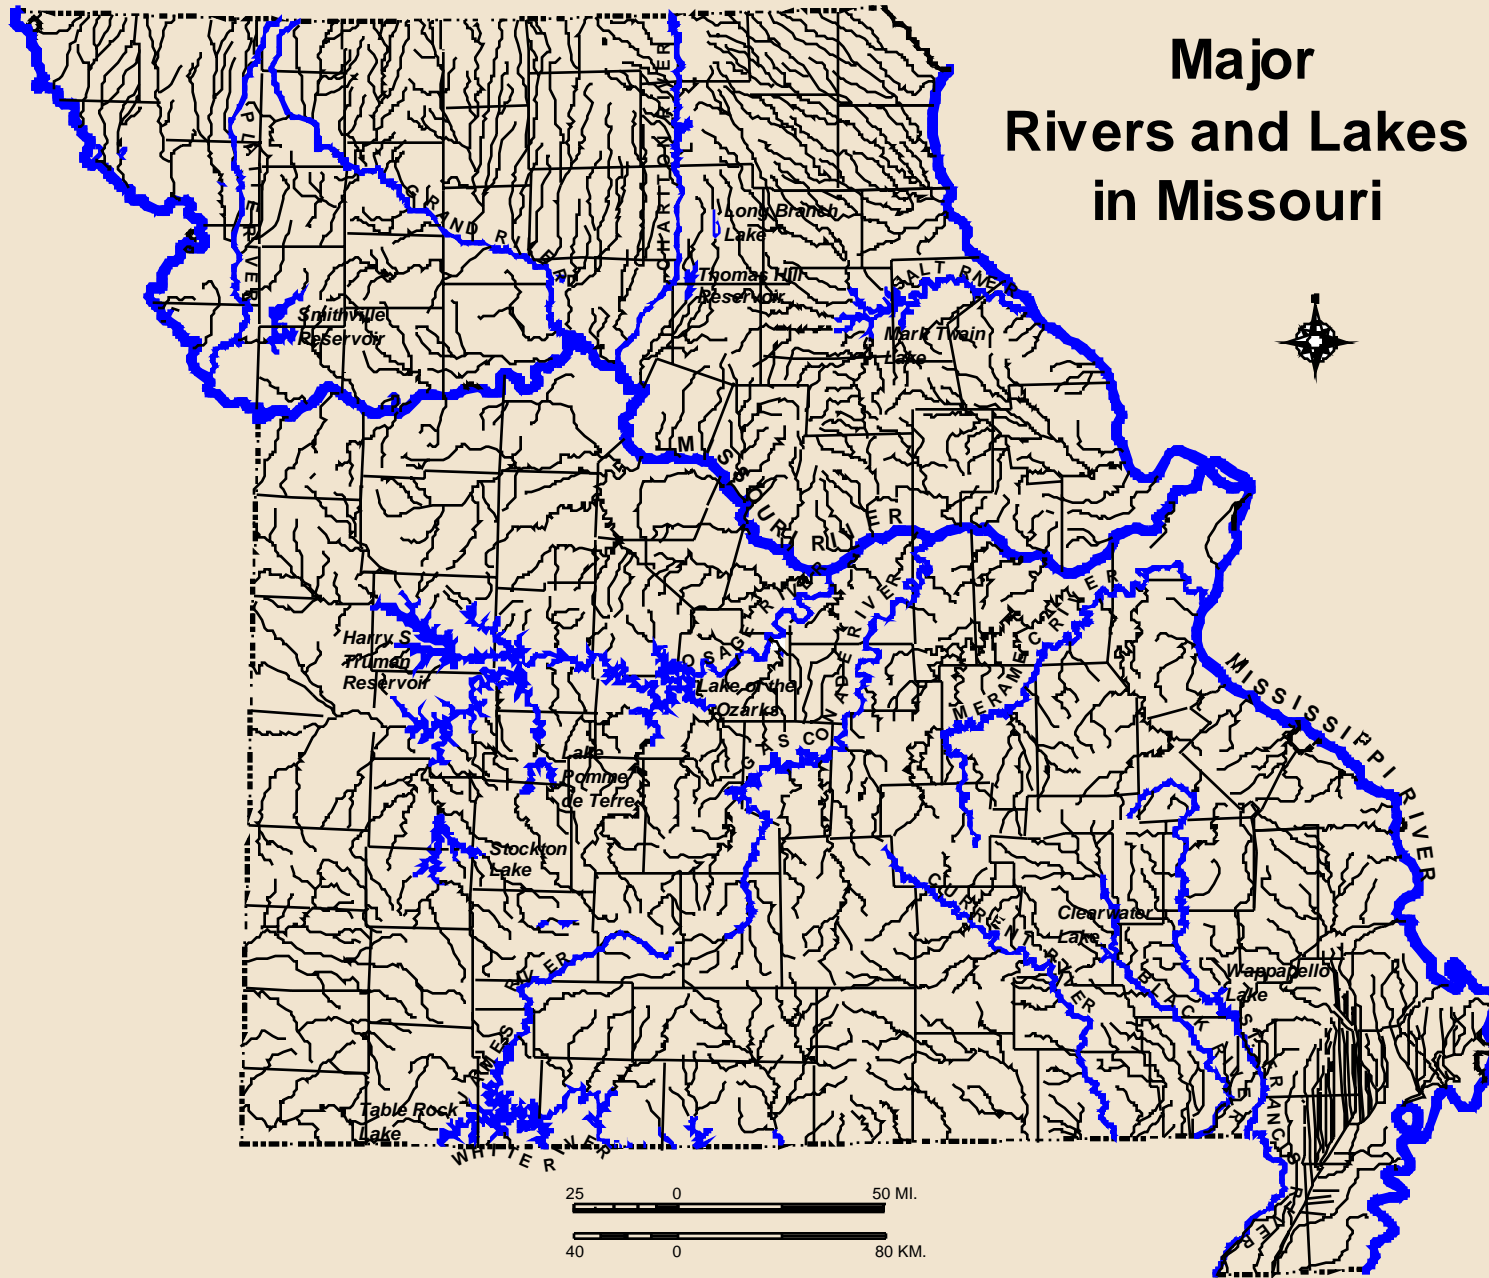 Major
Rivers and Lakes
in Missouri
PLATTE RIVER
GRAND RIVER
CHARITON RIVER
Long Branch
Lake
Thomas Hill
Reservoir
SALT RIVER
Mark Twain
Lake
Smithville
Reservoir
MISSOURI RIVER
OSAGE RIVER
GASCONADE RIVER
MERAMEC RIVER
Harry S
Truman
Reservoir
Lake of the
Ozarks
Lake
Pomme
de Terre
Stockton
Lake
MISSISSIPPI RIVER
CURRENT RIVER
Clearwater
Lake
BLACK RIVER
Wappapello
Lake
ST. FRANCIS RIVER
JAMES RIVER
Table Rock
Lake
WHITE RIVER
25 0 50 MI.
40 0 80 KM.